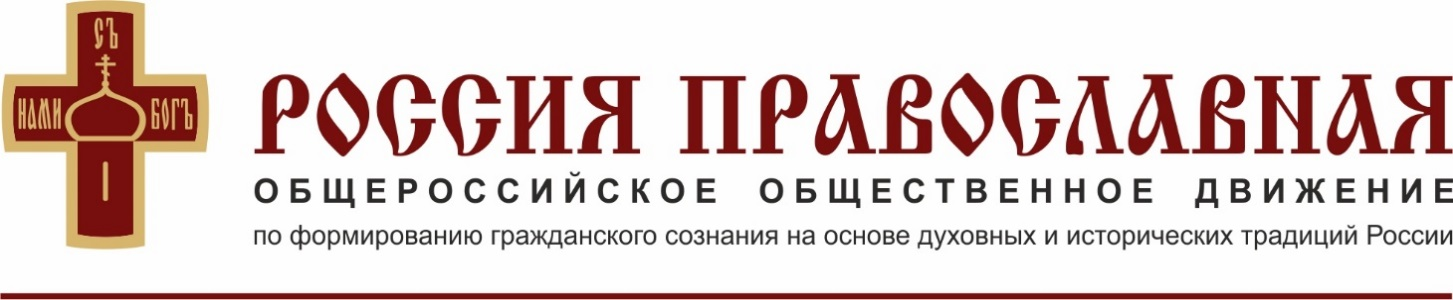 СЪ
НАМИ БОГЪ
РОССИЯ ПРАВОСЛАВНАЯ
ОБЩЕРОССИЙСКОЕ ОБЩЕСТВЕННОЕ ДВИЖЕНИЕ
по формированию гражданского сознания на основе духовных и исторических традиций России